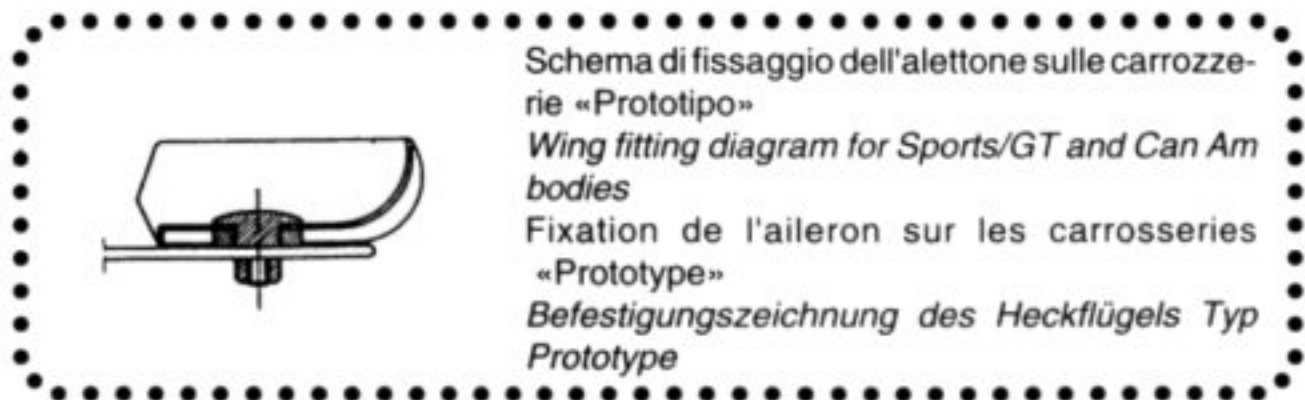 Schema di fissaggio dell'alettone sulle carrozze-
rie «Prototipo»
Wing fitting diagram for Sports/GT and Can Am
bodies
Fixation de l'aileron sur les carrosseries
«Prototype»
Befestigungszeichnung des Heckflügels Typ
Prototype